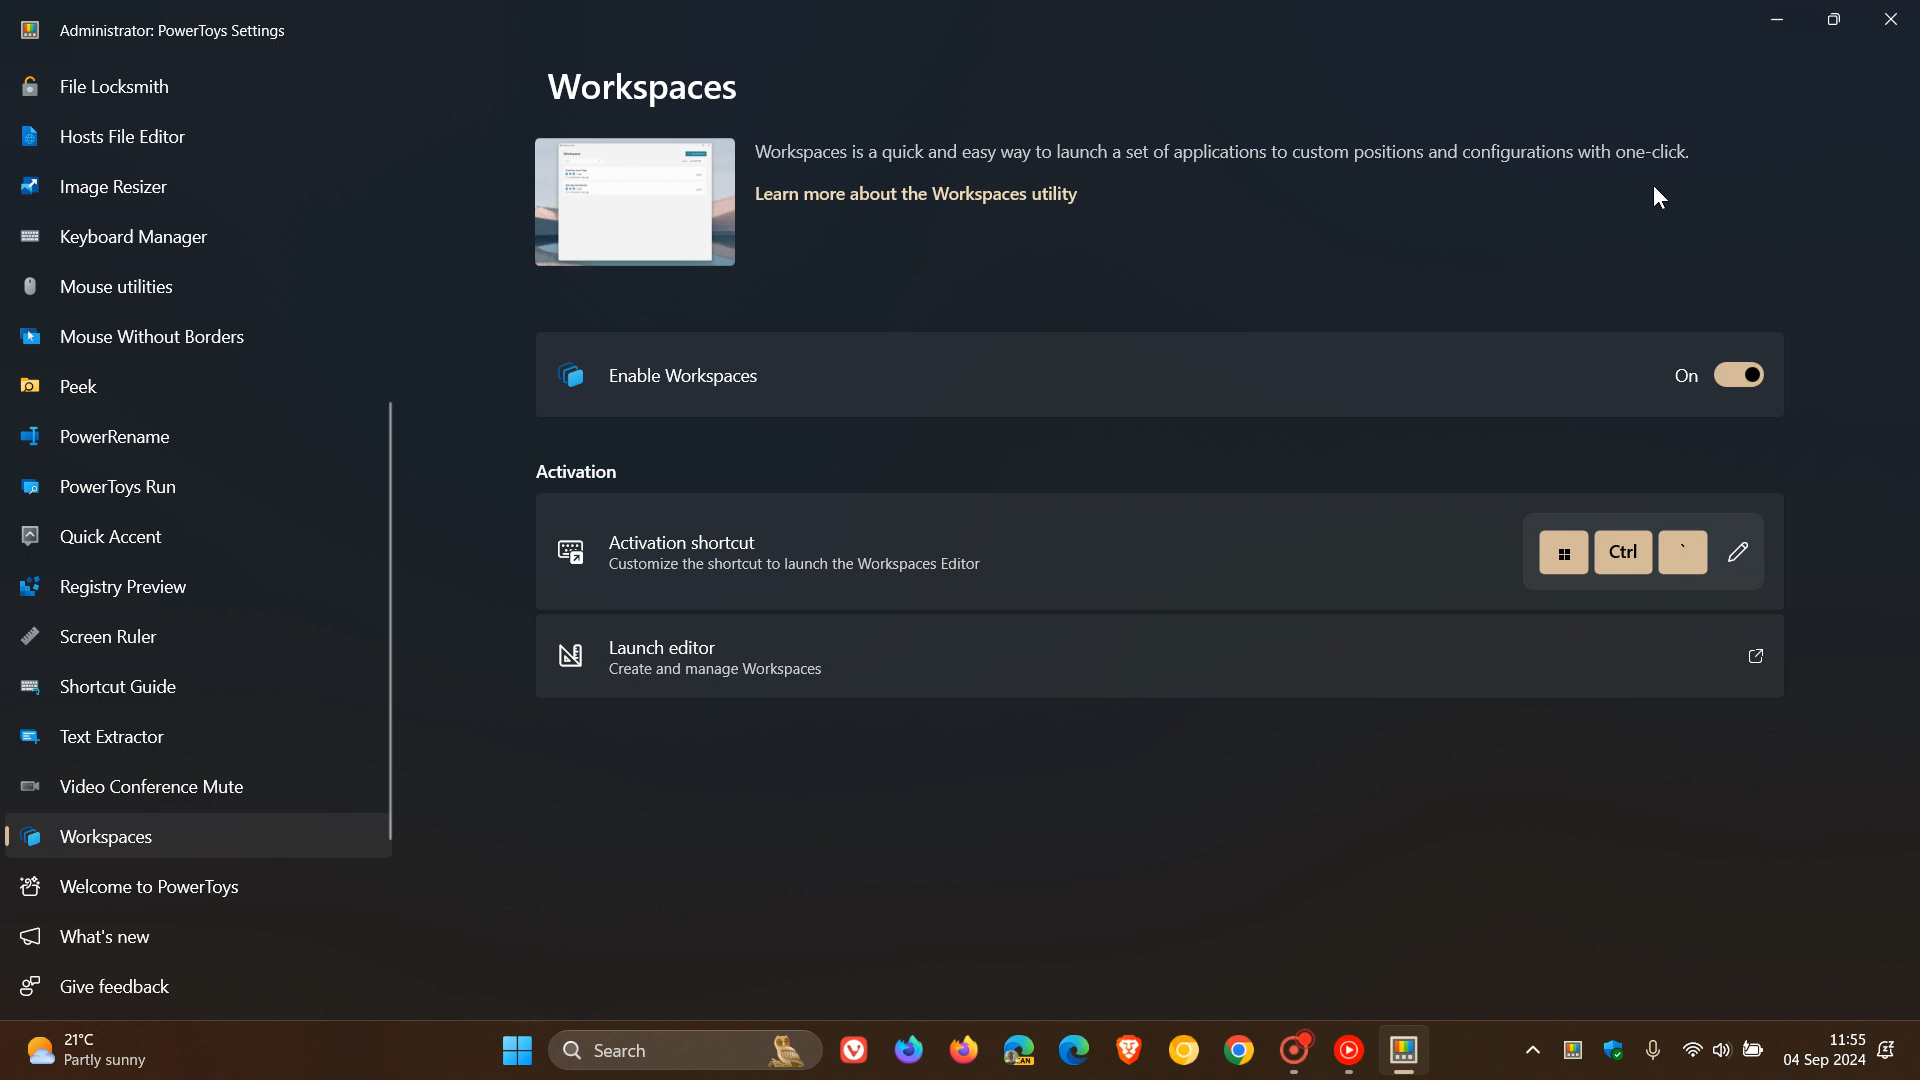 Administrator: PowerToys Settings
File Locksmith
Hosts File Editor
Image Resizer
Keyboard Manager
Mouse utilities
Mouse Without Borders
Peek
PowerRename
PowerToys Run
Quick Accent
Registry Preview
Screen Ruler
Shortcut Guide
Text Extractor
Video Conference Mute
Workspaces
Welcome to PowerToys
What's new
Give feedback
Workspaces
Workspaces is a quick and easy way to launch a set of applications to custom positions and configurations with one-click.
Learn more about the Workspaces utility
Enable Workspaces
On
Activation
Activation shortcut
Customize the shortcut to launch the Workspaces Editor
Ctrl
`
Launch editor
Create and manage Workspaces
21°C
Partly sunny
Search
11:55
04 Sep 2024